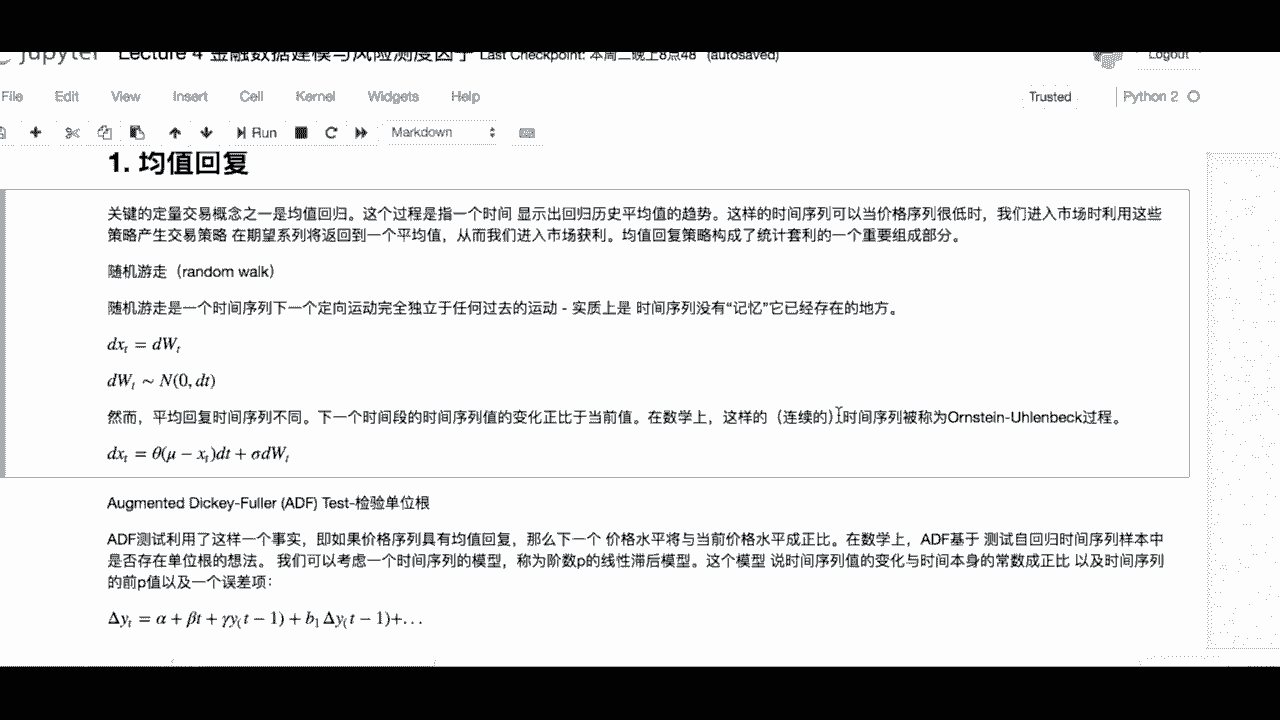 jupyter Lecture 4 金融数据建模与风险测度因子 Last Checkpoint: 本周二晚上8点48 (autosaved) Logout
File Edit View Insert Cell Kernel Widgets Help Trusted Python 2
Run Markdown
1. 均值回复
关键的定量交易概念之一是均值回归。这个过程是指一个时间 显示出回归历史平均值的趋势。这样的时间序列可以当价格序列很低时，我们进入市场时利用这些
策略产生交易策略 在期望系列将返回到一个平均值，从而我们进入市场获利。均值回复策略构成了统计套利的一个重要组成部分。
随机游走（random walk）
随机游走是一个时间序列下一个定向运动完全独立于任何过去的运动 - 实质上是 时间序列没有“记忆”它已经存在的地方。
dxₜ = dWₜ
dWₜ ~ N(0, dt)
然而，平均回复时间序列不同。下一个时间段的时间序列值的变化正比于当前值。在数学上，这样的（连续的）时间序列被称为Ornstein-Uhlenbeck过程。
dxₜ = θ(μ − xₜ)dt + σdWₜ
Augmented Dickey-Fuller (ADF) Test-检验单位根
ADF测试利用了这样一个事实，即如果价格序列具有均值回复，那么下一个 价格水平将与当前价格水平成正比。在数学上，ADF基于 测试自回归时间序列样本中
是否存在单位根的想法。 我们可以考虑一个时间序列的模型，称为阶数p的线性滞后模型。这个模型 说时间序列值的变化与时间本身的常数成正比 以及时间序列
的前p值以及一个误差项：
Δyₜ = α + βt + γy₍t − 1) + b₁Δy₍t − 1)+. . .